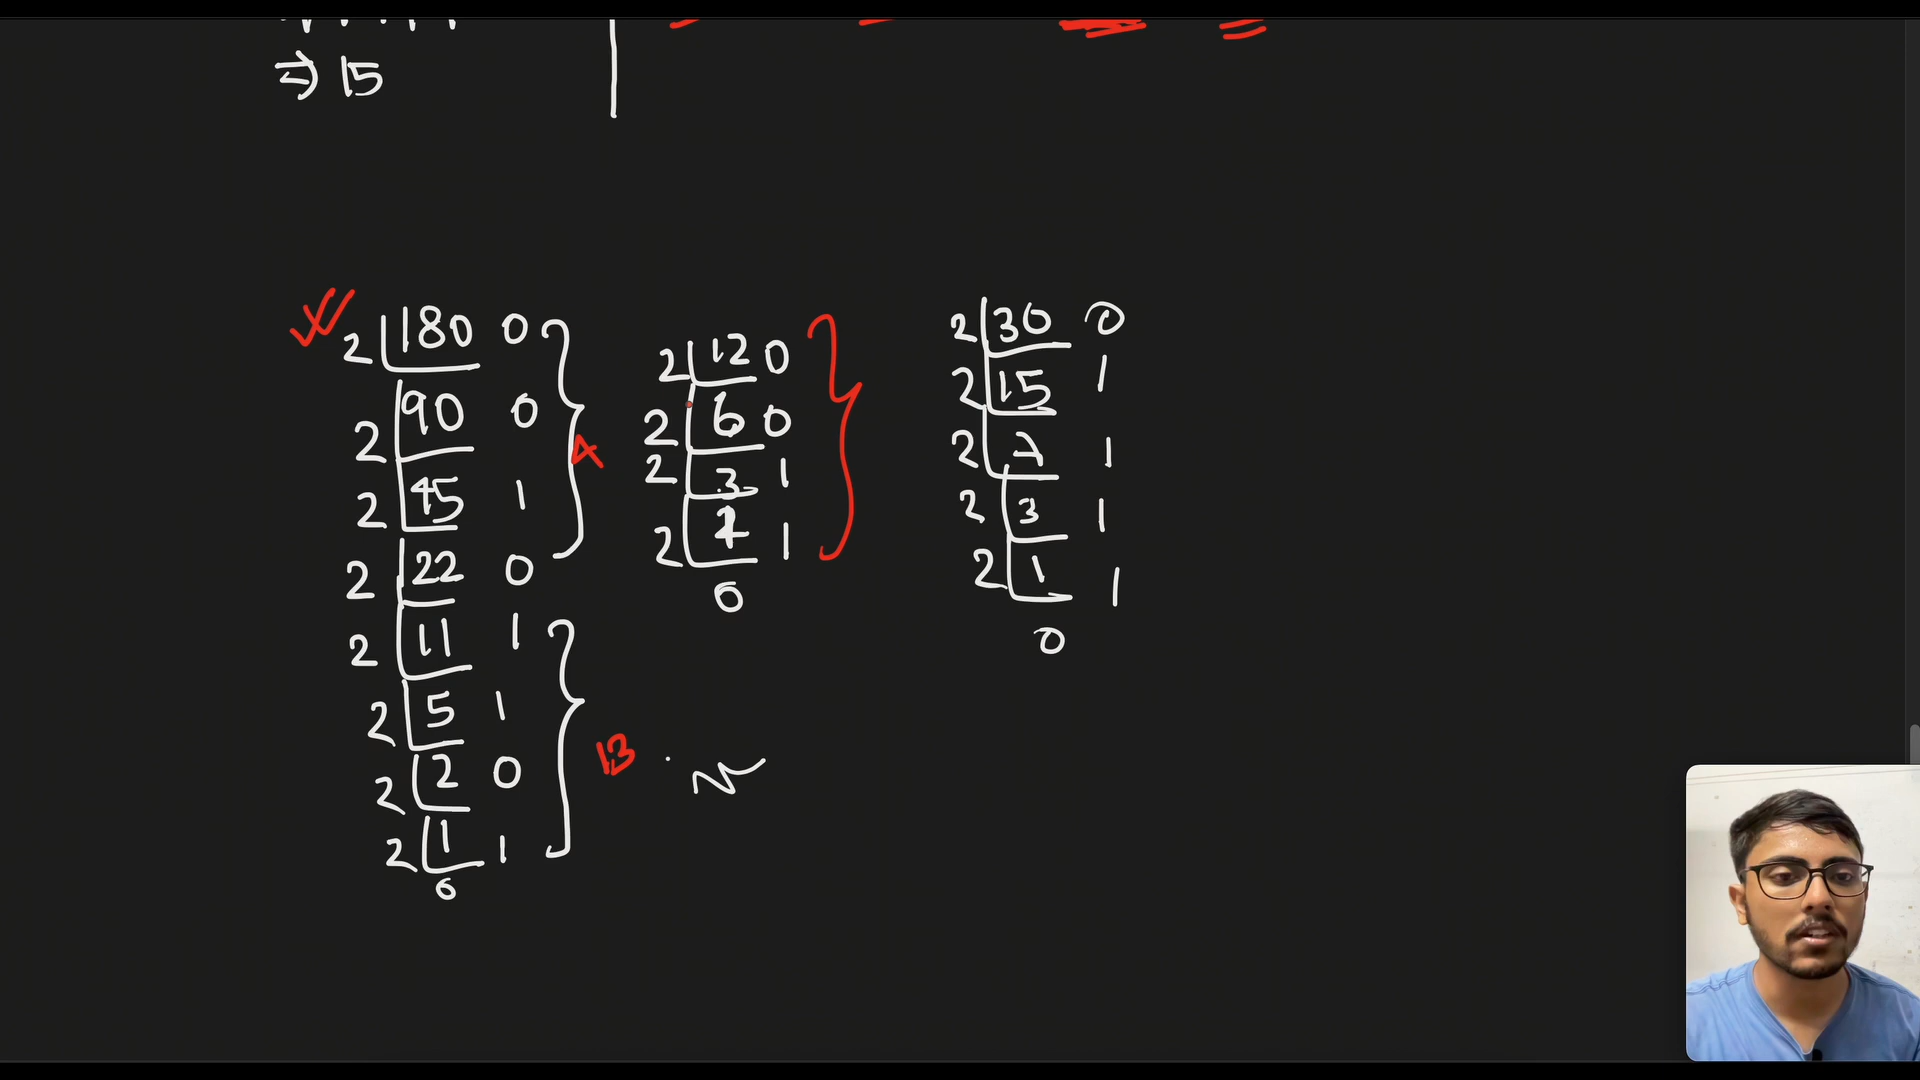 ⇒ 15
2 180 0
2 90 0
2 45 1
2 22 0
2 11 1
2 5 1
2 2 0
2 1 1
0
4
13
2 12 0
2 6 0
2 3 1
2 1 1
0
2 30 0
2 15 1
2 7 1
2 3 1
2 1 1
0